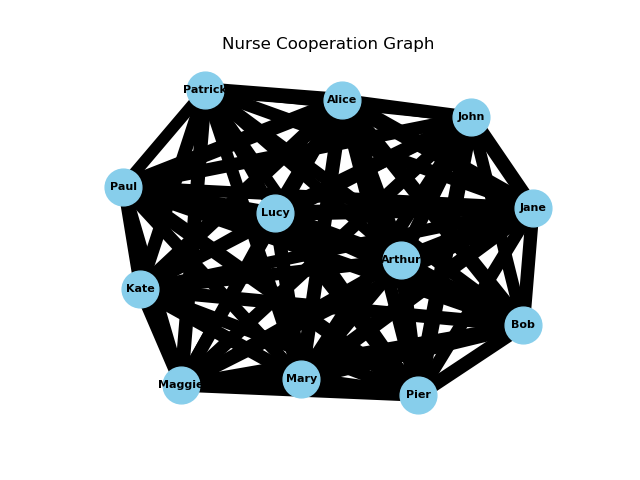 Nurse Cooperation Graph
Patrick
Alice
John
Paul
Lucy
Jane
Arthur
Kate
Bob
Maggie
Mary
Pier